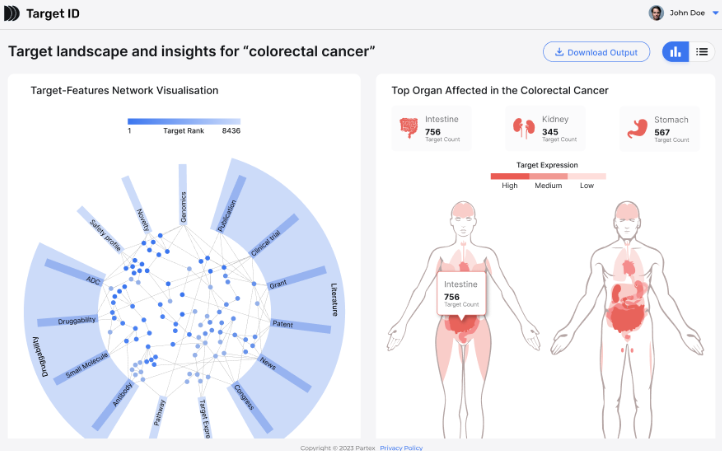 Target ID
John Doe
Target landscape and insights for “colorectal cancer”
Download Output
Target-Features Network Visualisation
1
Target Rank
8436
Genomics
Publication
Clinical trial
Grant
Patent
News
Congress
Literature
Target Expre
Pathway
Antibody
Small Molecule
Druggability
ADC
Druggability
Safety profile
Novelty
Top Organ Affected in the Colorectal Cancer
Intestine
756
Target Count
Kidney
345
Target Count
Stomach
567
Target Count
Target Expression
High
Medium
Low
Intestine
756
Target Count
Copyright © 2023 Partex
Privacy Policy